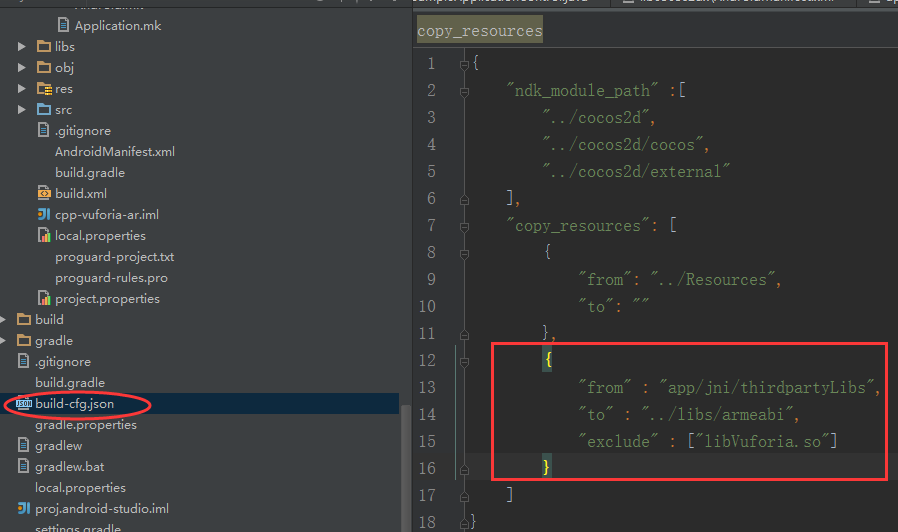 Application.mk
libs
obj
res
src
.gitignore
AndroidManifest.xml
build.gradle
build.xml
cpp-vuforia-ar.iml
local.properties
proguard-project.txt
proguard-rules.pro
project.properties
build
gradle
.gitignore
build.gradle
build-cfg.json
gradle.properties
gradlew
gradlew.bat
local.properties
proj.android-studio.iml
settings.gradle
copy_resources
1 {
2 "ndk_module_path" :[
3 "../cocos2d",
4 "../cocos2d/cocos",
5 "../cocos2d/external"
6 ],
7 "copy_resources": [
8 {
9 "from": "../Resources",
10 "to": ""
11 },
12 {
13 "from" : "app/jni/thirdpartyLibs",
14 "to" : "../libs/armeabi",
15 "exclude" : ["libVuforia.so"]
16 }
17 ]
18 }